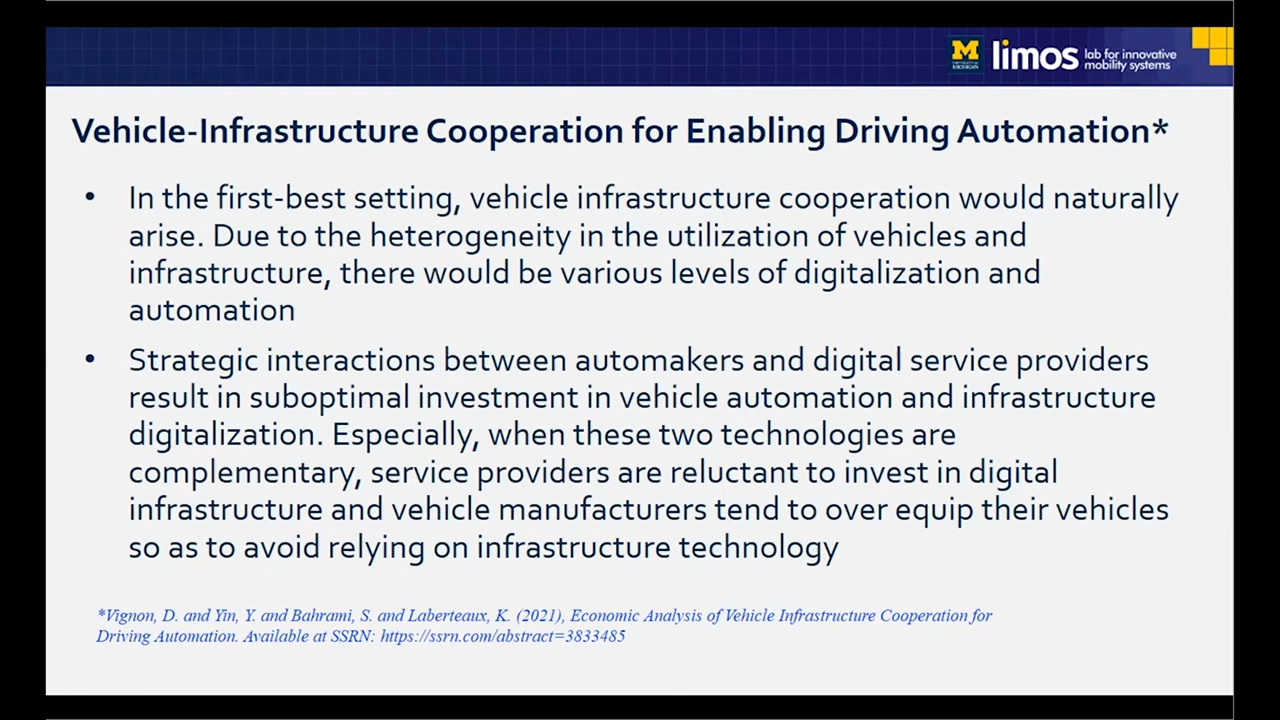 M
UNIVERSITY OF
MICHIGAN
limos
lab for innovative
mobility systems
Vehicle-Infrastructure Cooperation for Enabling Driving Automation*
• In the first-best setting, vehicle infrastructure cooperation would naturally
arise. Due to the heterogeneity in the utilization of vehicles and
infrastructure, there would be various levels of digitalization and
automation
• Strategic interactions between automakers and digital service providers
result in suboptimal investment in vehicle automation and infrastructure
digitalization. Especially, when these two technologies are
complementary, service providers are reluctant to invest in digital
infrastructure and vehicle manufacturers tend to over equip their vehicles
so as to avoid relying on infrastructure technology
*Vignon, D. and Yin, Y. and Bahrami, S. and Laberteaux, K. (2021), Economic Analysis of Vehicle Infrastructure Cooperation for
Driving Automation. Available at SSRN: https://ssrn.com/abstract=3833485